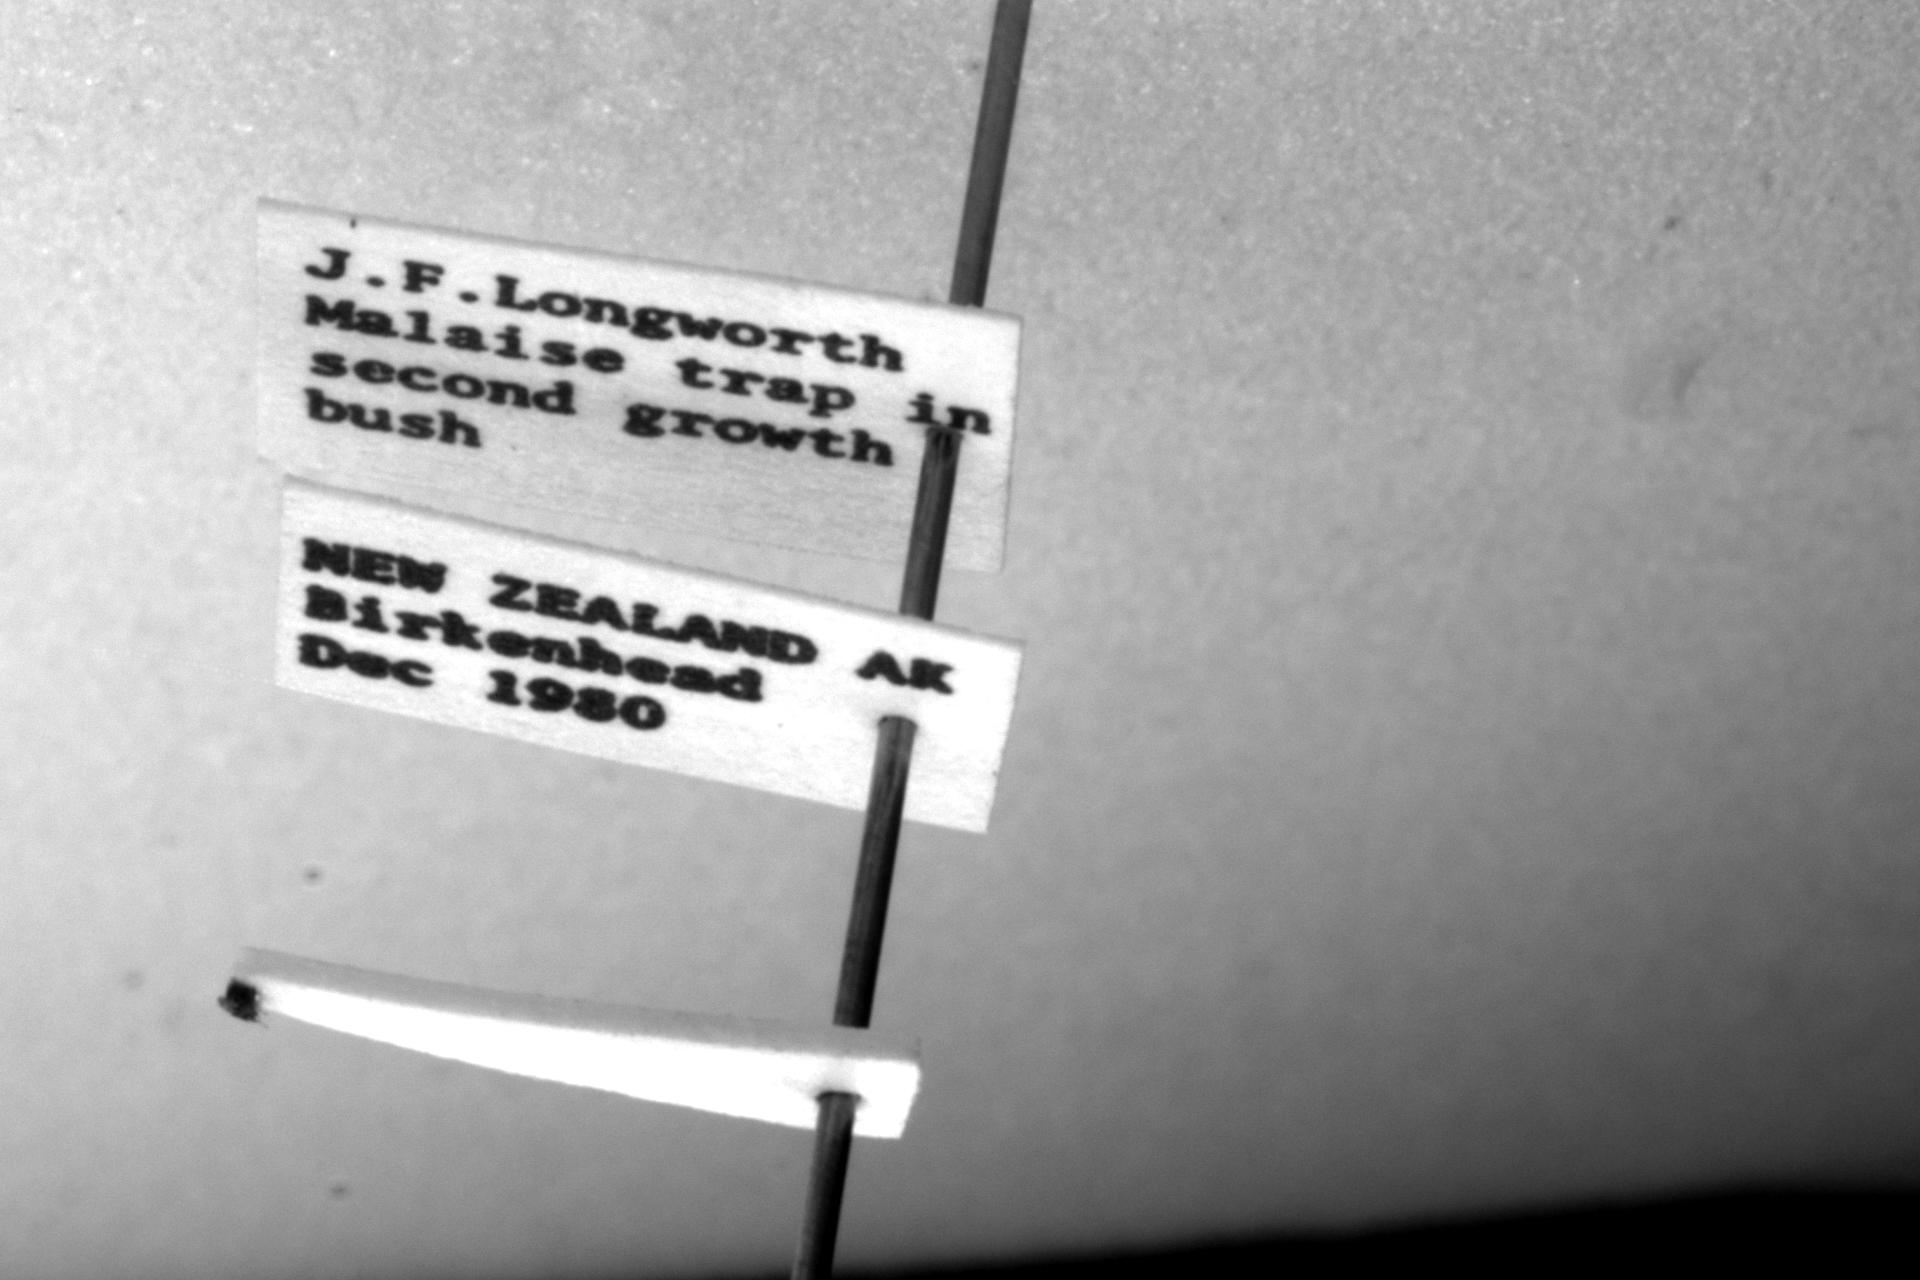 J.F.Longworth
Malaise trap in
second growth
bush
NEW ZEALAND AK
Birkenhead
Dec 1980